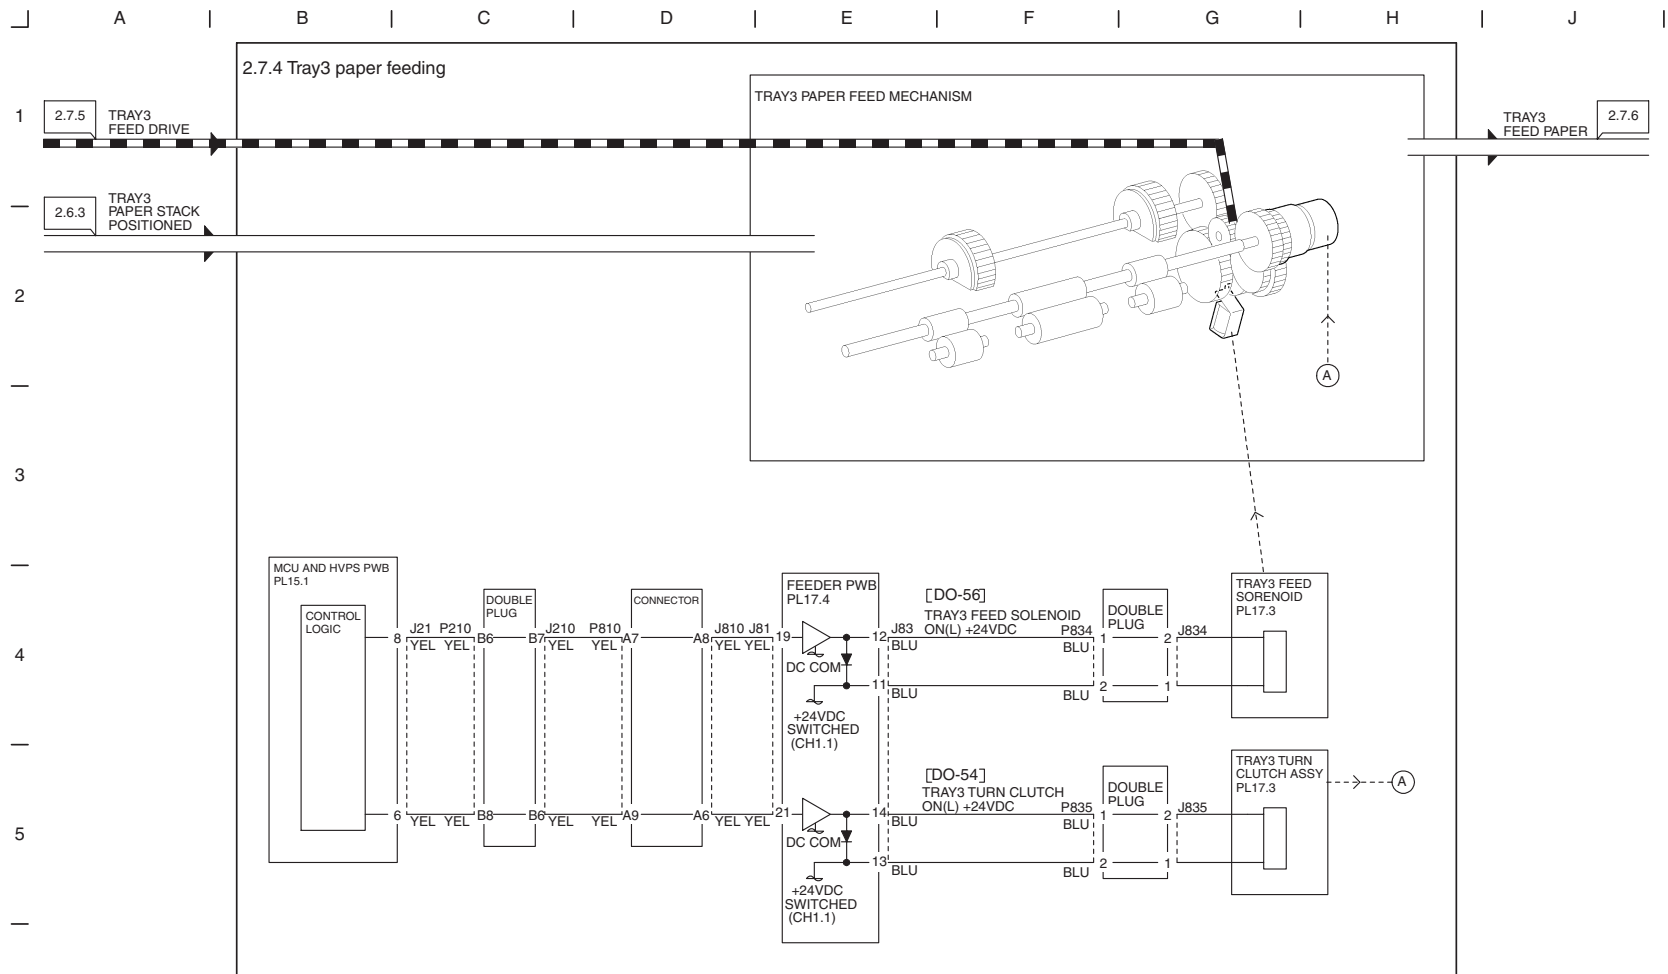 A B C D E F G H J
2.7.4 Tray3 paper feeding
TRAY3 PAPER FEED MECHANISM
1
2.7.5
TRAY3
FEED DRIVE
TRAY3
FEED PAPER
2.7.6
2.6.3
TRAY3
PAPER STACK
POSITIONED
2
A
3
MCU AND HVPS PWB
PL15.1
CONTROL
LOGIC
DOUBLE
PLUG
CONNECTOR
FEEDER PWB
PL17.4
[DO-56]
TRAY3 FEED SOLENOID
ON(L) +24VDC
DOUBLE
PLUG
TRAY3 FEED
SORENOID
PL17.3
4
8 J21 P210 B6 B7 J210 P810 A7 A8 J810 J81 19 12 J83 P834 1 2 J834
YEL YEL YEL YEL YEL YEL BLU BLU
DC COM
11 2 1
BLU BLU
+24VDC
SWITCHED
(CH1.1)
[DO-54]
TRAY3 TURN CLUTCH
ON(L) +24VDC
DOUBLE
PLUG
TRAY3 TURN
CLUTCH ASSY
PL17.3
A
5
6 B8 B6 A9 A6 21 14 P835 1 2 J835
YEL YEL YEL YEL YEL YEL BLU BLU
DC COM
13 2 1
BLU BLU
+24VDC
SWITCHED
(CH1.1)